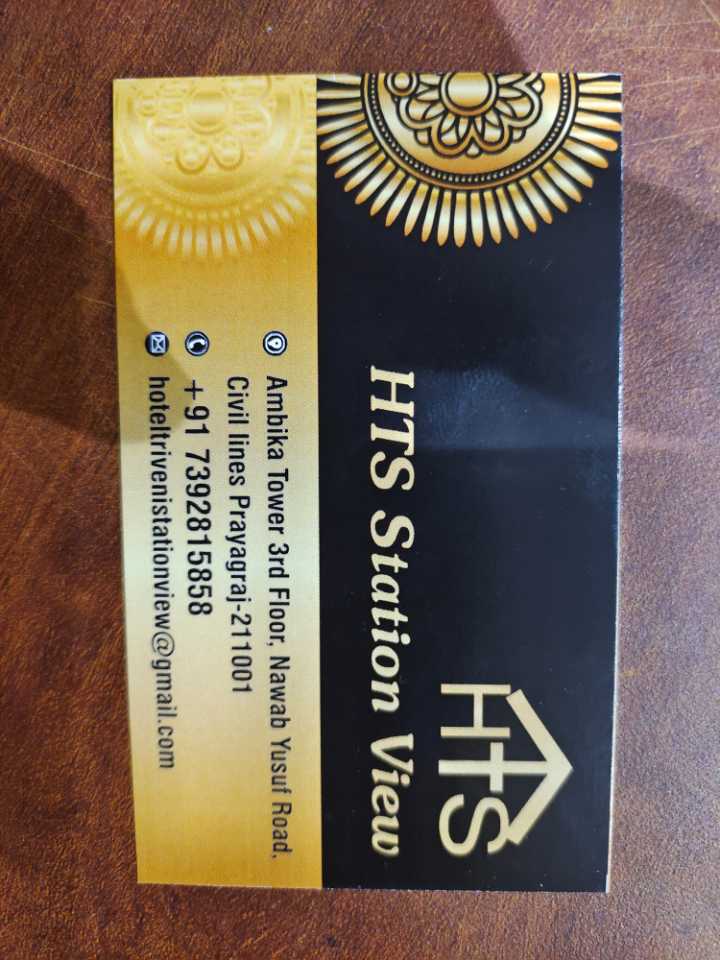 HTS
HTS Station View
Ambika Tower 3rd Floor, Nawab Yusuf Road,
Civil lines Prayagraj-211001
+91 7392815858
hoteltrivenistationview@gmail.com